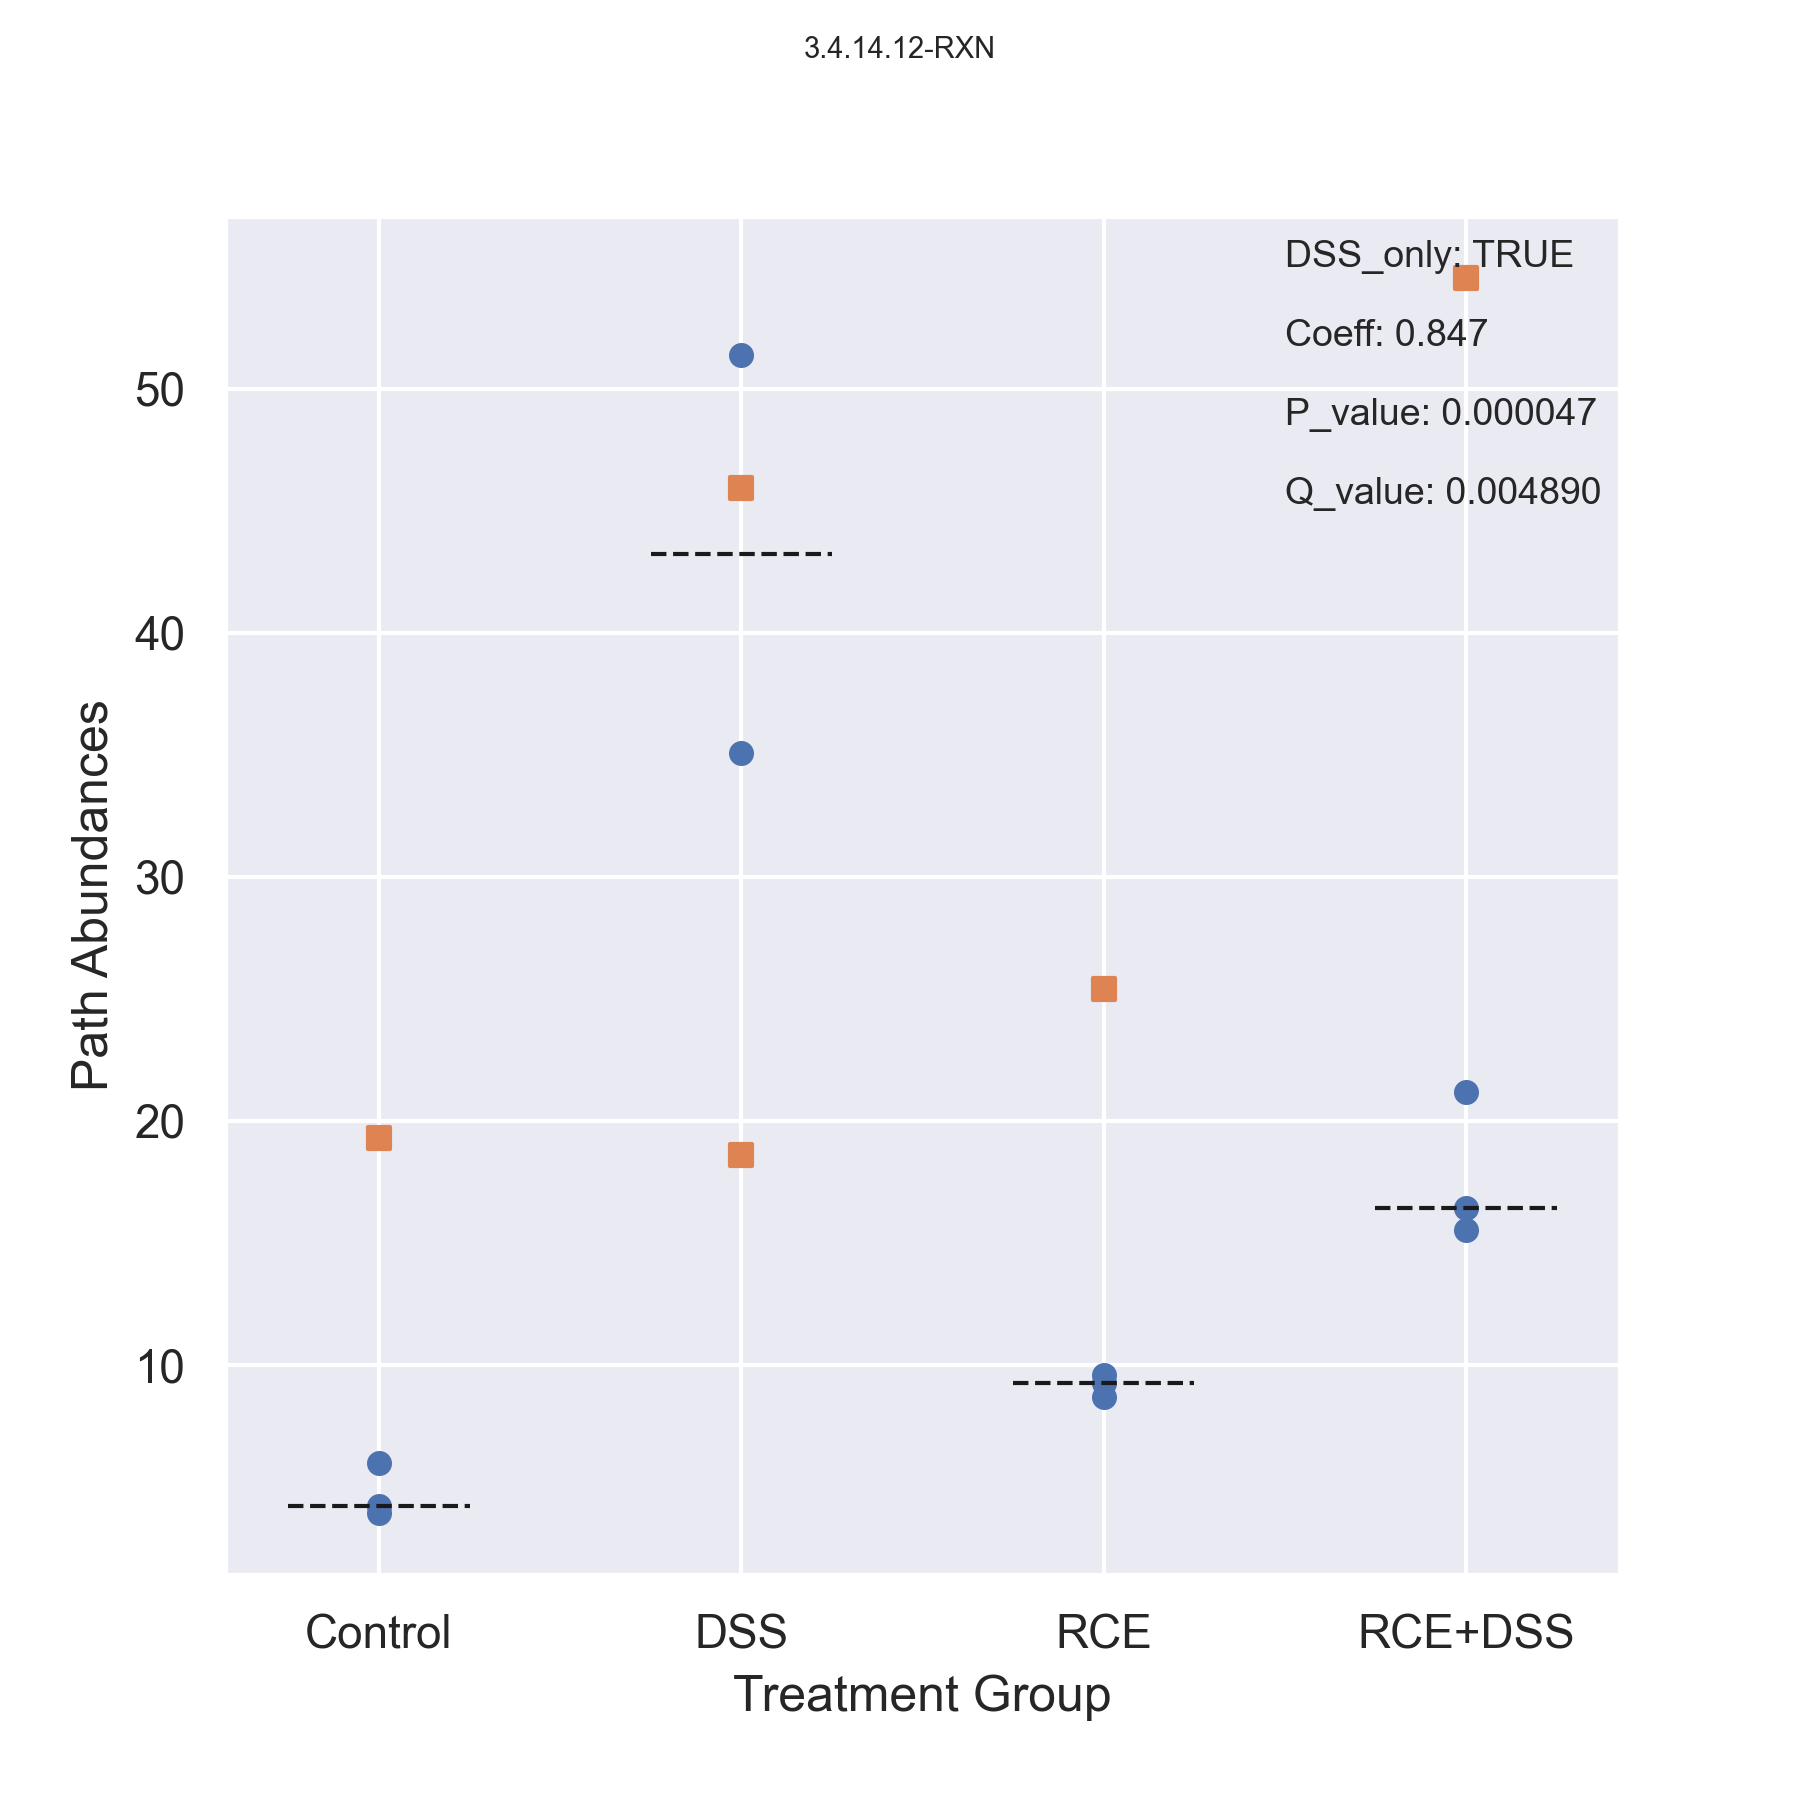 3.4.14.12-RXN
DSS_only: TRUE
Coeff: 0.847
P_value: 0.000047
Q_value: 0.004890
50
40
30
20
10
Path Abundances
Control DSS RCE RCE+DSS
Treatment Group